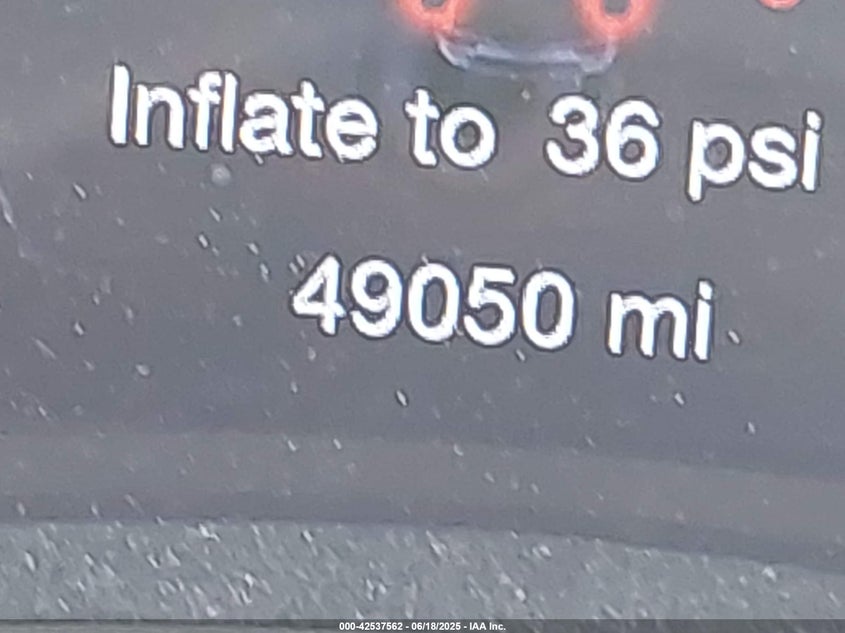 Inflate to 36 psi
49050 mi
000-42537562 - 06/18/2025 - IAA Inc.